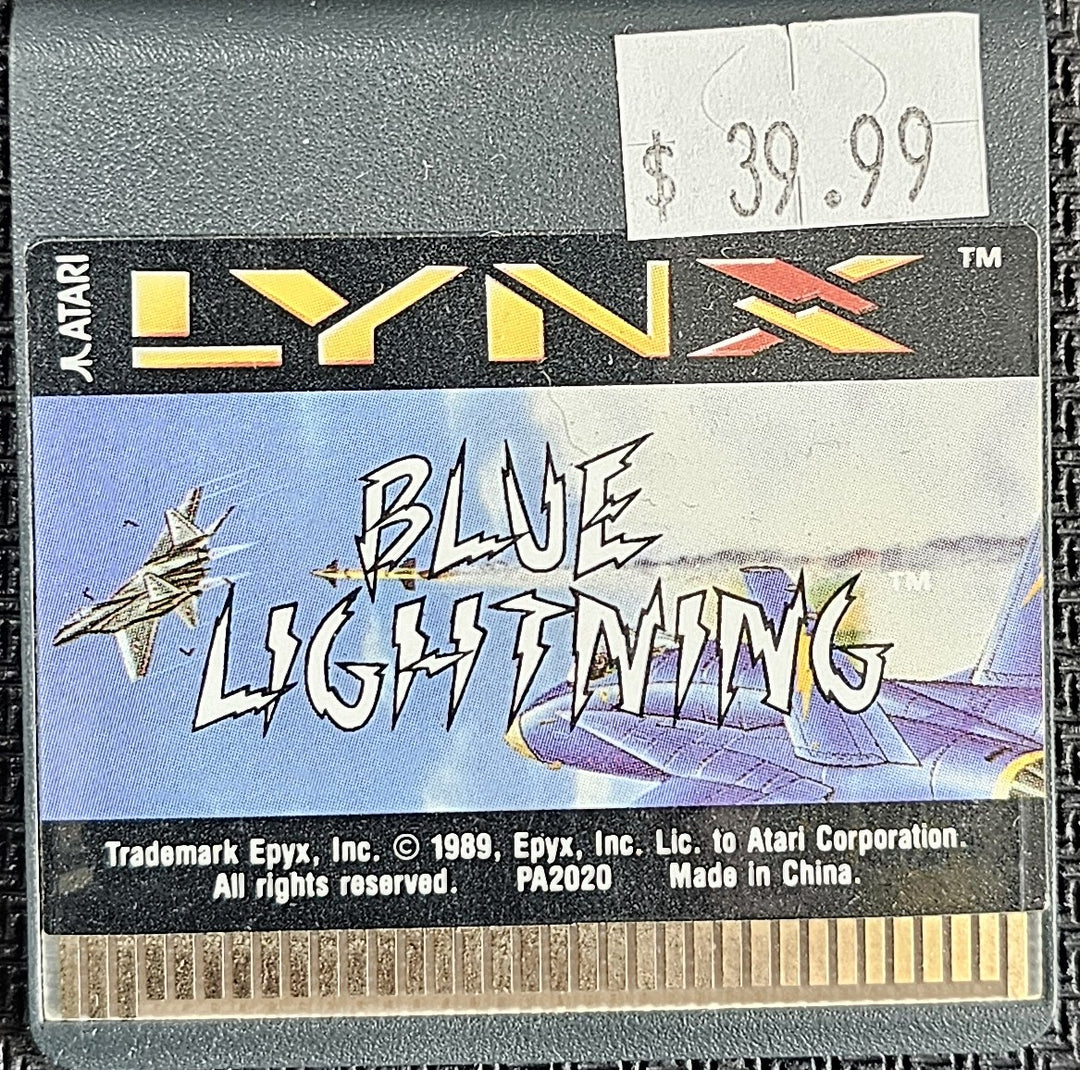 $ 39.99
ATARI
LYNX™
BLUE
LIGHTNING™
Trademark Epyx, Inc. © 1989, Epyx, Inc. Lic. to Atari Corporation.
All rights reserved. PA2020 Made in China.